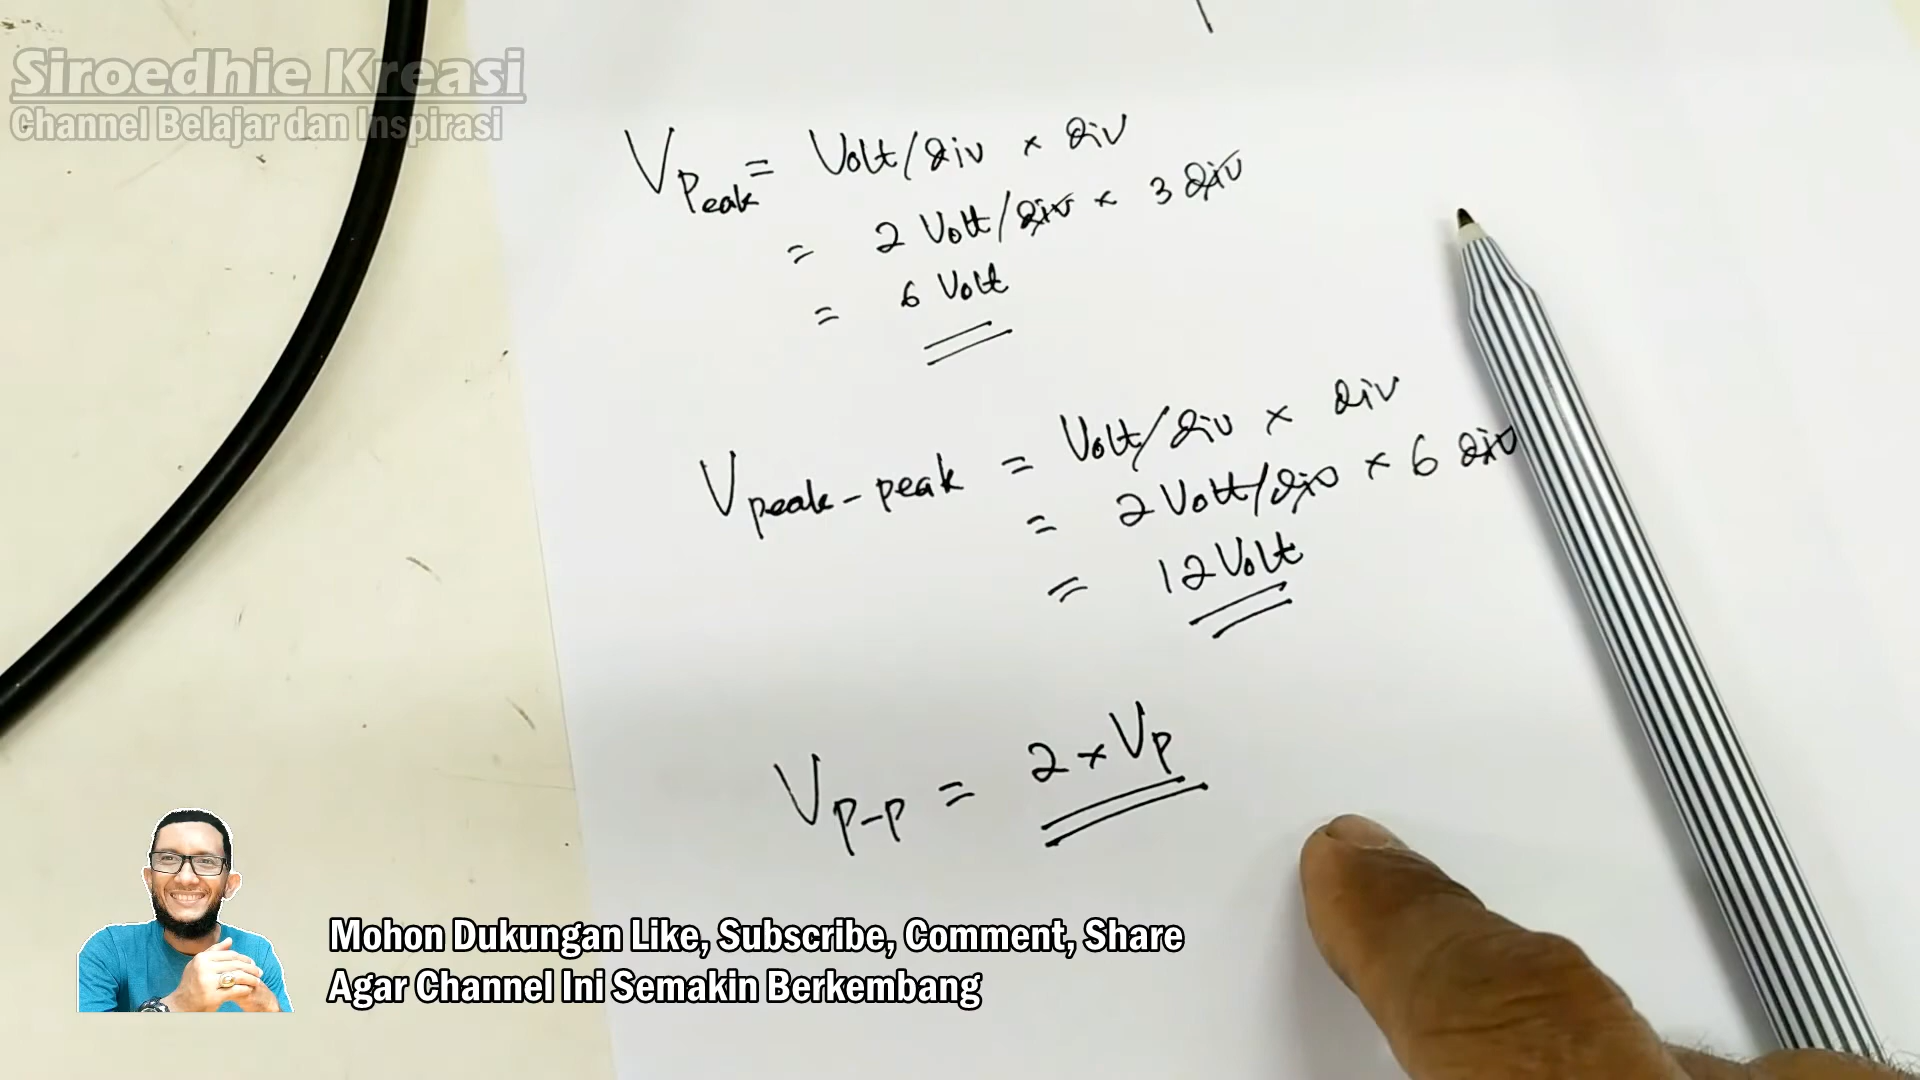 Siroedhie Kreasi
Channel Belajar dan Inspirasi
VPeak = Volt/div × div
= 2 Volt/div × 3 div
= 6 Volt
Vpeak-peak = Volt/div × div
= 2 Volt/div × 6 div
= 12 Volt
Vp-p = 2 × Vp
Mohon Dukungan Like, Subscribe, Comment, Share
Agar Channel Ini Semakin Berkembang